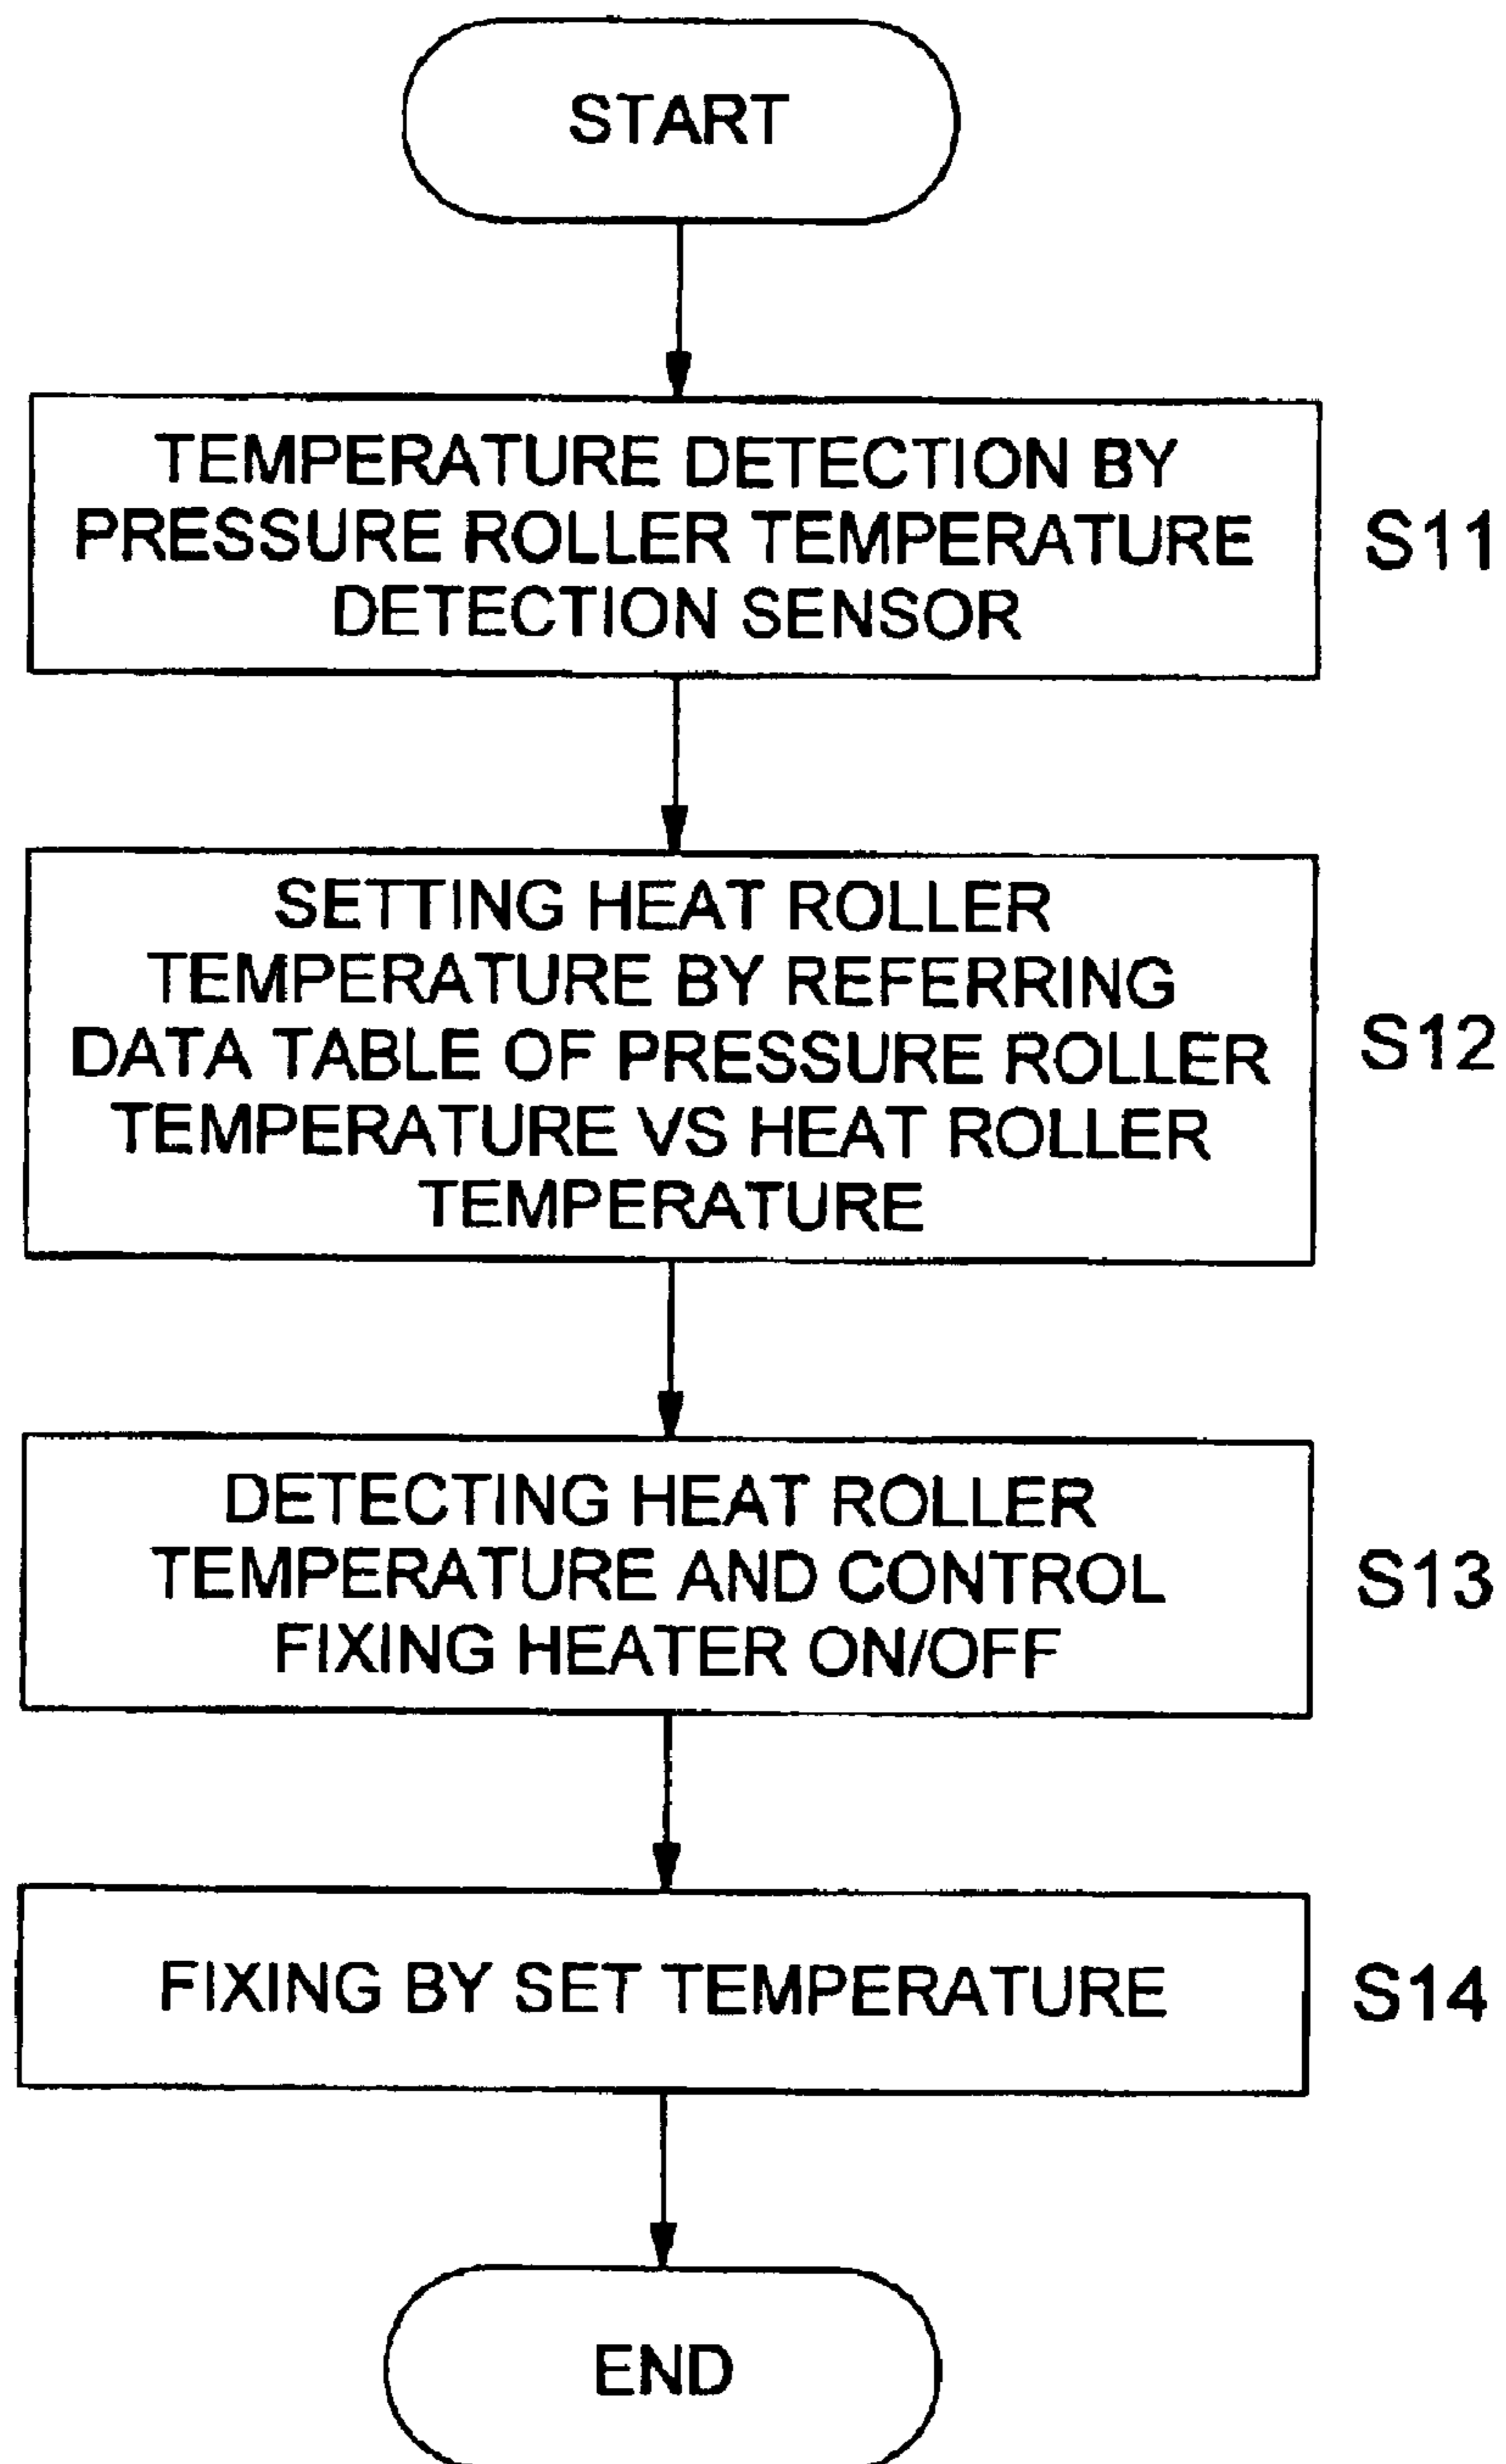 START
TEMPERATURE DETECTION BY
PRESSURE ROLLER TEMPERATURE
DETECTION SENSOR
S11
SETTING HEAT ROLLER
TEMPERATURE BY REFERRING
DATA TABLE OF PRESSURE ROLLER
TEMPERATURE VS HEAT ROLLER
TEMPERATURE
S12
DETECTING HEAT ROLLER
TEMPERATURE AND CONTROL
FIXING HEATER ON/OFF
S13
FIXING BY SET TEMPERATURE
S14
END